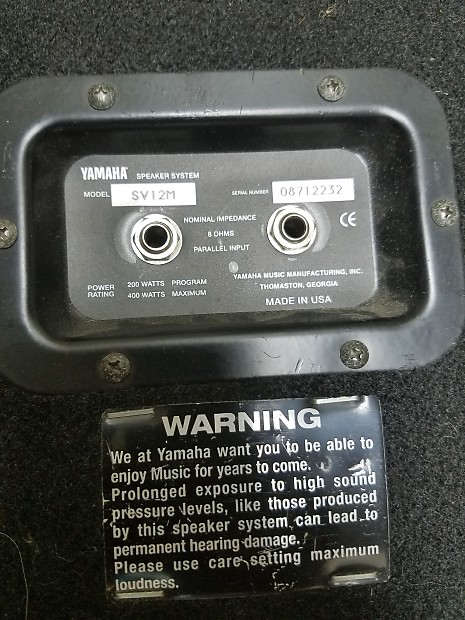 YAMAHA SPEAKER SYSTEM
MODEL SV12M SERIAL NUMBER 08712232
NOMINAL IMPEDANCE
8 OHMS
PARALLEL INPUT
CE
YAMAHA MUSIC MANUFACTURING, INC.
THOMASTON, GEORGIA
MADE IN USA
POWER RATING 200 WATTS PROGRAM
400 WATTS MAXIMUM
WARNING
We at Yamaha want you to be able to
enjoy Music for years to come.
Prolonged exposure to high sound
pressure levels, like those produced
by this speaker system can lead to
permanent hearing damage.
Please use care setting maximum
loudness.